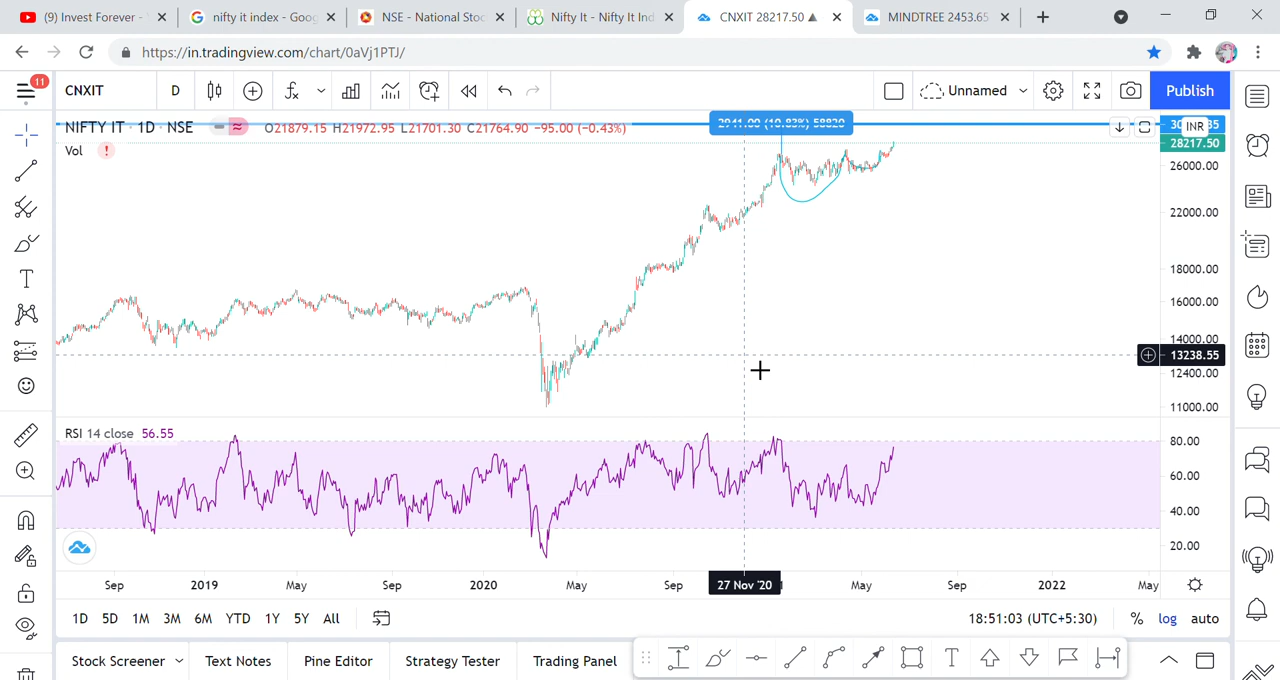 (9) Invest Forever -
nifty it index - Goog
NSE - National Stoc
Nifty It - Nifty It Ind
CNXIT 28217.50 ▲
MINDTREE 2453.65
https://in.tradingview.com/chart/0aVj1PTJ/
11
CNXIT
D
Unnamed
Publish
NIFTY IT · 1D · NSE
O21879.15 H21972.95 L21701.30 C21764.90 −95.00 (−0.43%)
INR
Vol
28217.50
26000.00
22000.00
18000.00
16000.00
14000.00
13238.55
12400.00
11000.00
RSI 14 close 56.55
80.00
60.00
40.00
20.00
Sep
2019
May
Sep
2020
May
Sep
27 Nov '20
May
Sep
2022
May
1D 5D 1M 3M 6M YTD 1Y 5Y All
18:51:03 (UTC+5:30)
% log auto
Stock Screener
Text Notes
Pine Editor
Strategy Tester
Trading Panel